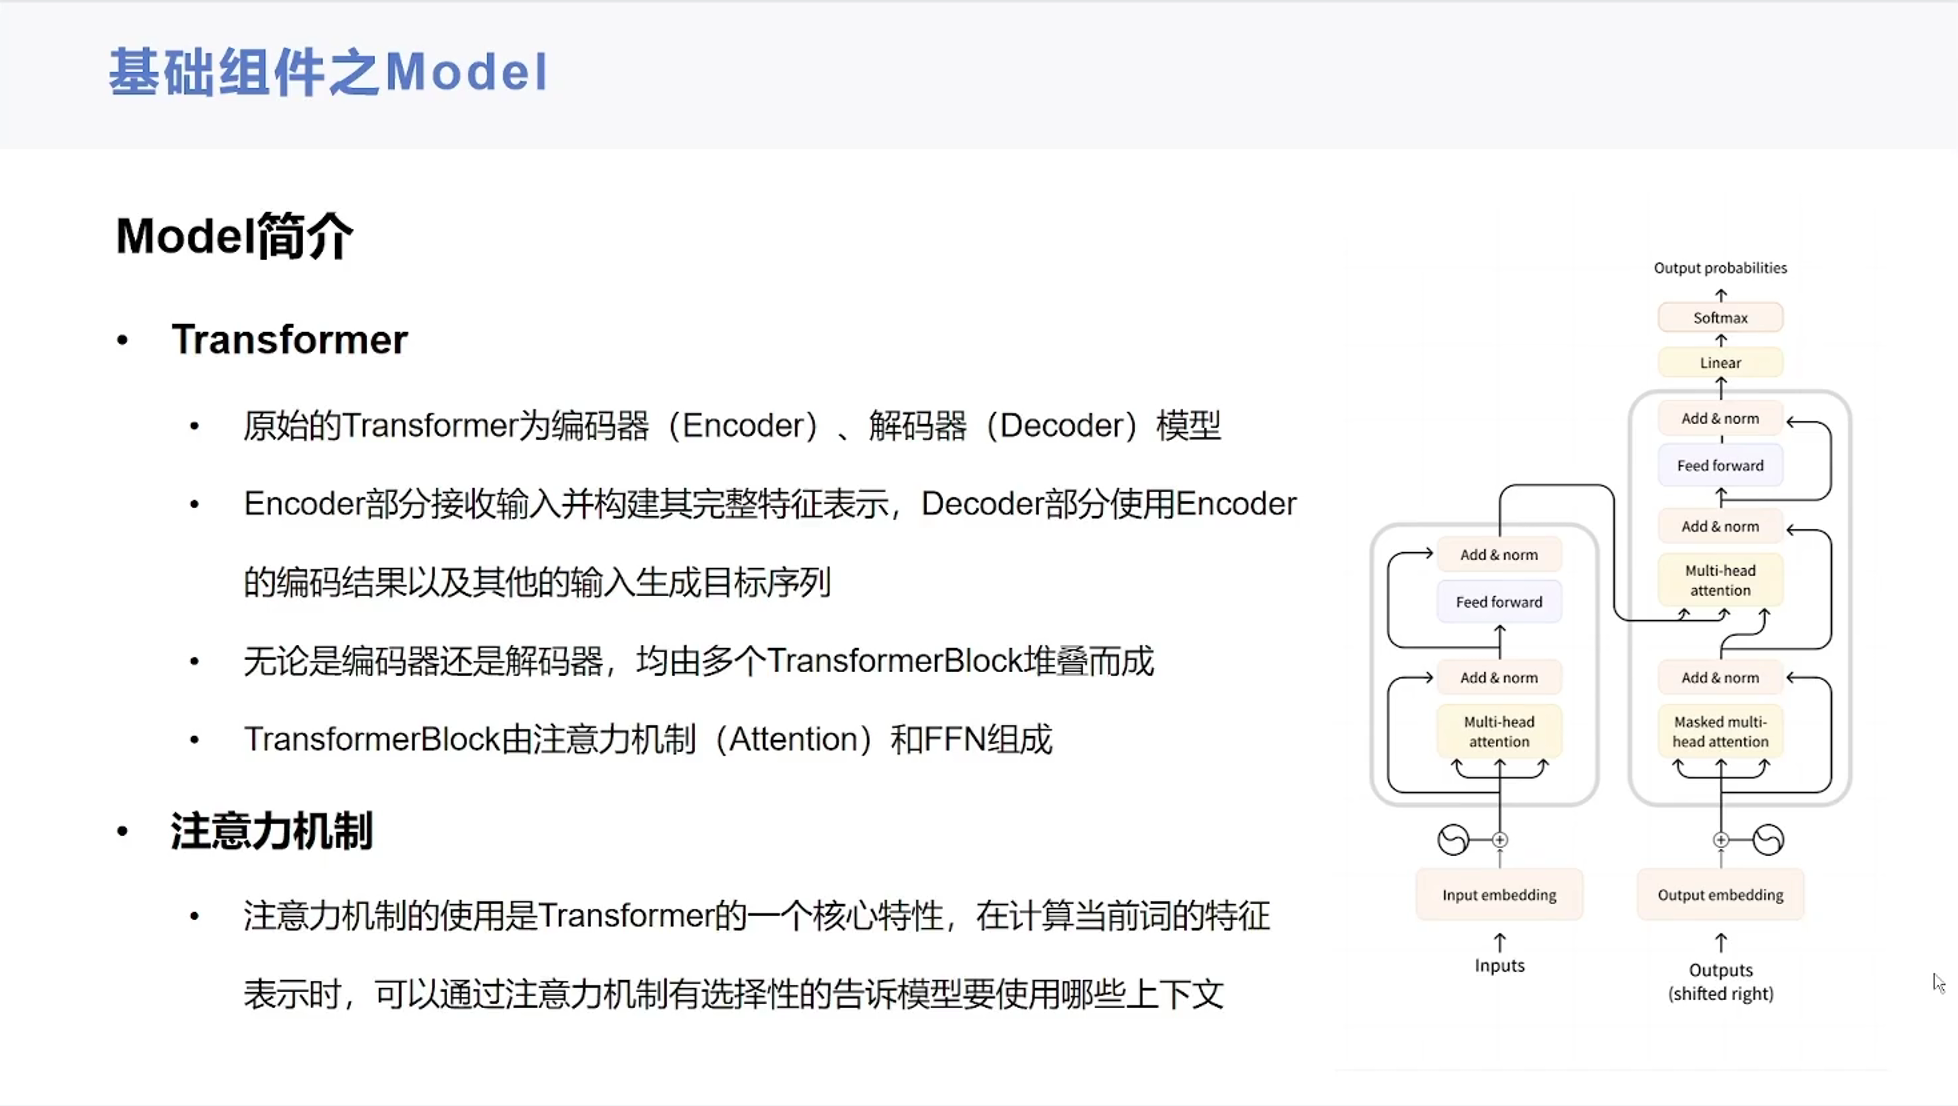 基础组件之Model
Model简介
• Transformer
• 原始的Transformer为编码器（Encoder）、解码器（Decoder）模型
• Encoder部分接收输入并构建其完整特征表示，Decoder部分使用Encoder
的编码结果以及其他的输入生成目标序列
• 无论是编码器还是解码器，均由多个TransformerBlock堆叠而成
• TransformerBlock由注意力机制（Attention）和FFN组成
• 注意力机制
• 注意力机制的使用是Transformer的一个核心特性，在计算当前词的特征
表示时，可以通过注意力机制有选择性的告诉模型要使用哪些上下文
Output probabilities
Softmax
Linear
Add & norm
Feed forward
Add & norm
Multi-head
attention
Add & norm
Masked multi-
head attention
Output embedding
Outputs
(shifted right)
Add & norm
Feed forward
Add & norm
Multi-head
attention
Input embedding
Inputs